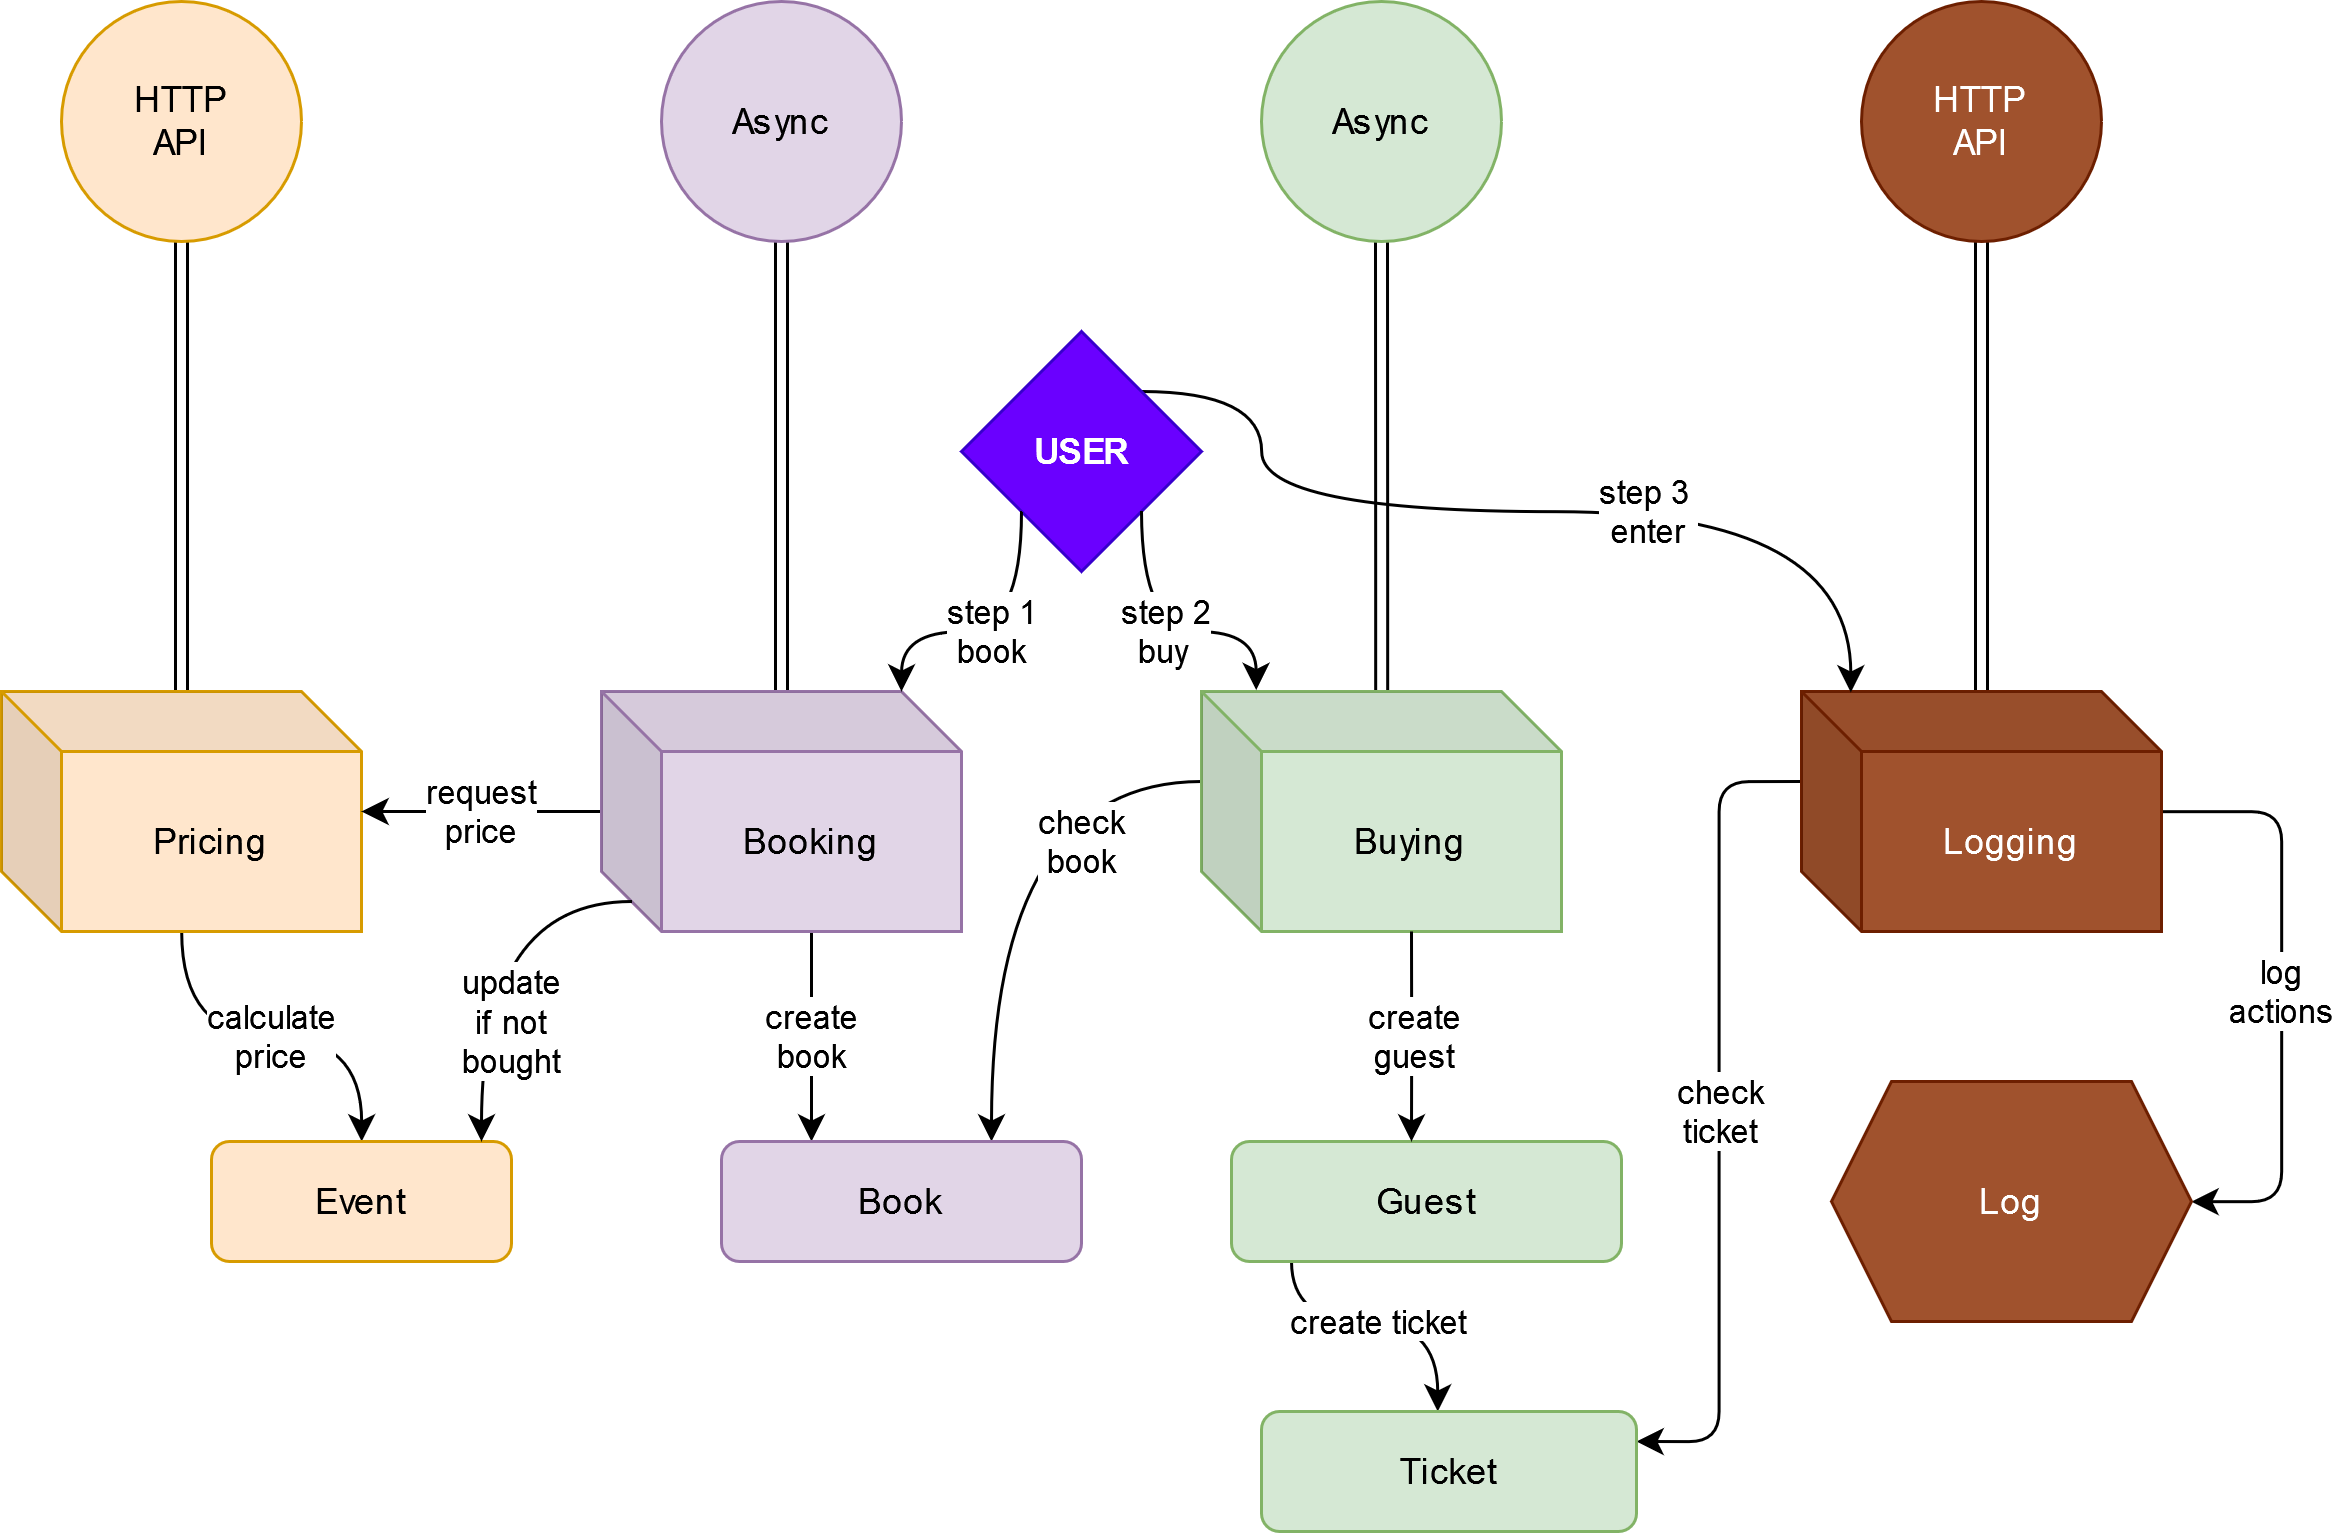 HTTP
API
Async
Async
HTTP
API
USER
step 3
enter
step 1
book
step 2
buy
request
price
Pricing
Booking
check
book
Buying
Logging
update
if not
bought
calculate
price
create
book
create
guest
log
actions
check
ticket
Event
Book
Guest
Log
create ticket
Ticket